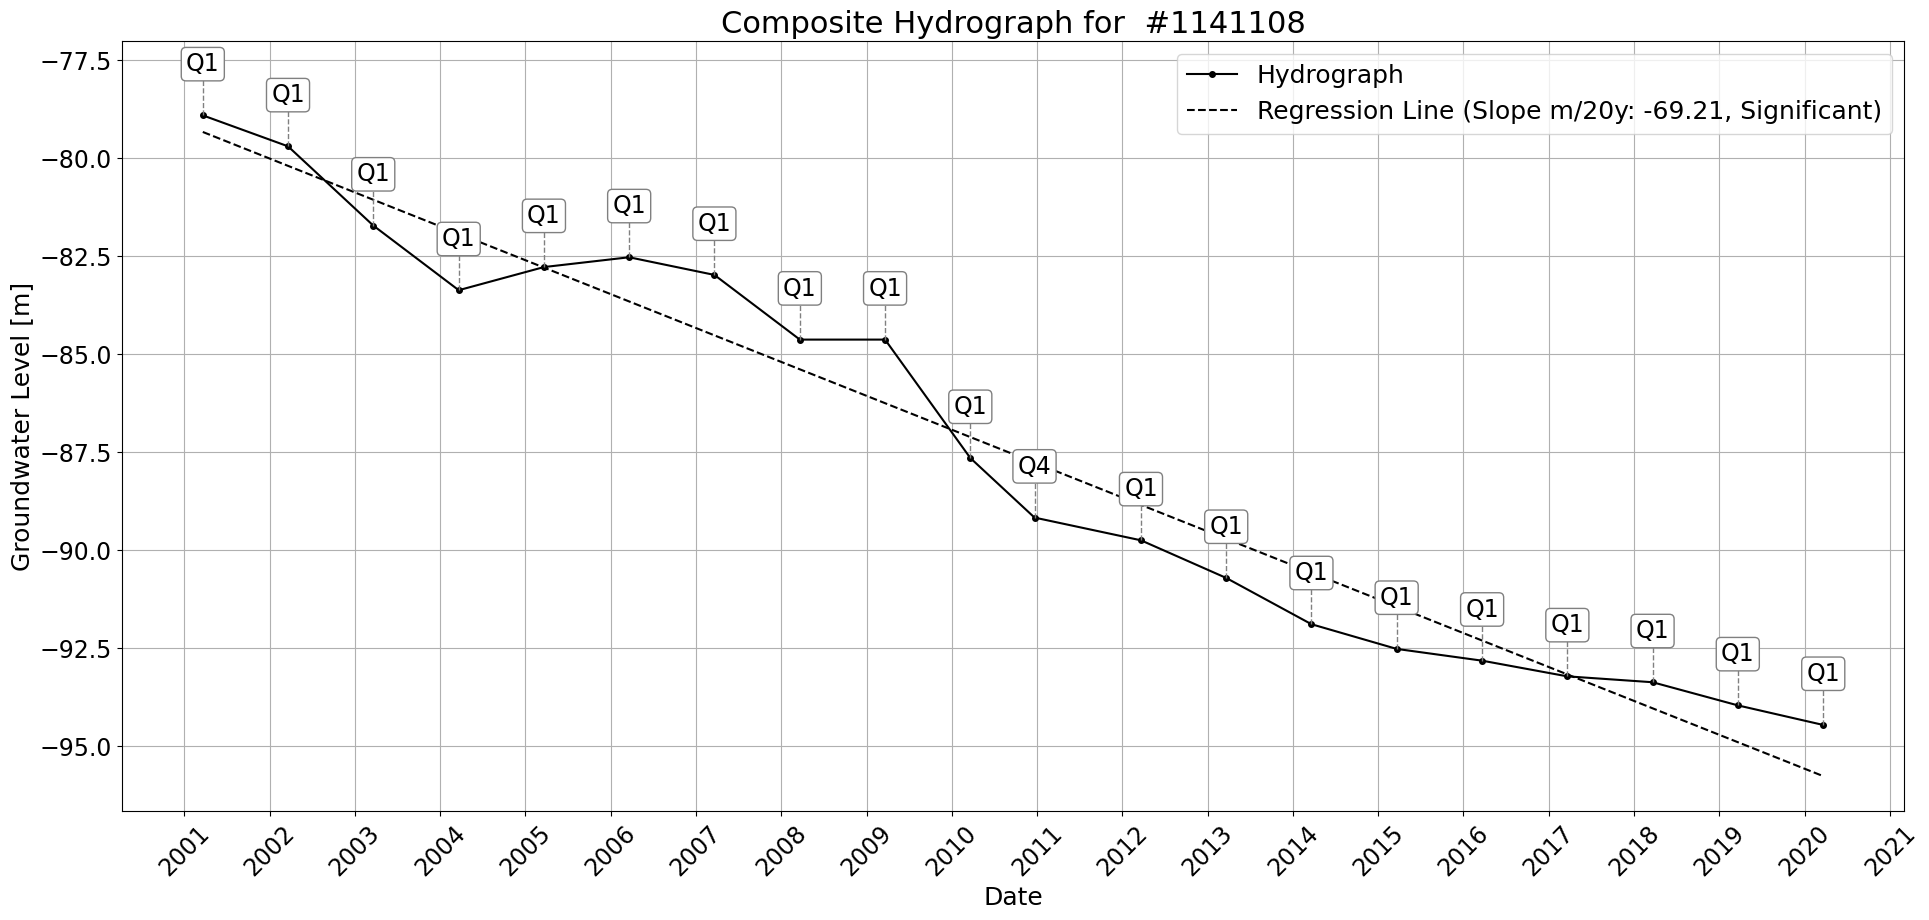 Composite Hydrograph for  #1141108
Hydrograph
Regression Line (Slope m/20y: -69.21, Significant)
Groundwater Level [m]
−77.5
−80.0
−82.5
−85.0
−87.5
−90.0
−92.5
−95.0
Q1
Q1
Q1
Q1
Q1
Q1
Q1
Q1
Q1
Q1
Q4
Q1
Q1
Q1
Q1
Q1
Q1
Q1
Q1
Q1
2001
2002
2003
2004
2005
2006
2007
2008
2009
2010
2011
2012
2013
2014
2015
2016
2017
2018
2019
2020
2021
Date